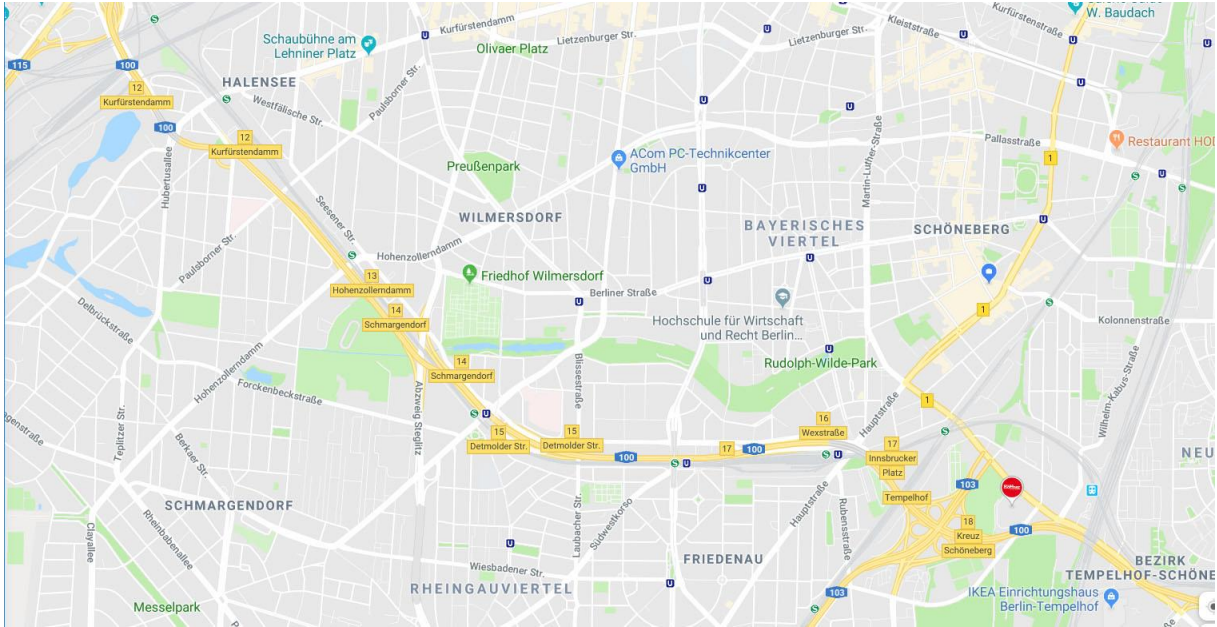 W. Baudach
Kurfürstendamm
Lietzenburger Str.
Kleiststraße
Kurfürstenstraße
Schaubühne am
Lehniner Platz
Olivaer Platz
Lietzenburger Str.
115
100
HALENSEE
Paulsborner Str.
12
Kurfürstendamm
Westfälische Str.
100
12
Kurfürstendamm
Martin-Luther-Straße
Pallasstraße
Restaurant
ACom PC-Technikcenter
GmbH
1
Preußenpark
Hubertusallee
Seesener Str.
WILMERSDORF
BAYERISCHES
VIERTEL
SCHÖNEBERG
Paulsborner Str.
Hohenzollerndamm
13
Hohenzollerndamm
Friedhof Wilmersdorf
Berliner Straße
Delbrückstraße
14
Schmargendorf
Hochschule für Wirtschaft
und Recht Berlin...
1
Kolonnenstraße
Rudolph-Wilde-Park
Hohenzollerndamm
14
Schmargendorf
Blissestraße
Forckenbeckstraße
Abzweig Steglitz
1
Wilhelm-Kabus-Straße
Teplitzer Str.
Berkaer Str.
15
Detmolder Str.
15
Detmolder Str.
16
Wexstraße
Hauptstraße
17
100
17
Innsbrucker
Platz
100
NEU
Tempelhof
103
SCHMARGENDORF
Rheinbabenallee
Clayallee
Laubacher Str.
Südwestkorso
Hauptstraße
Rubensstraße
18
Kreuz
Schöneberg
100
FRIEDENAU
Wiesbadener Str.
RHEINGAUVIERTEL
BEZIRK
TEMPELHOF-SCHÖNE
103
IKEA Einrichtungshaus
Berlin-Tempelhof
Messelpark